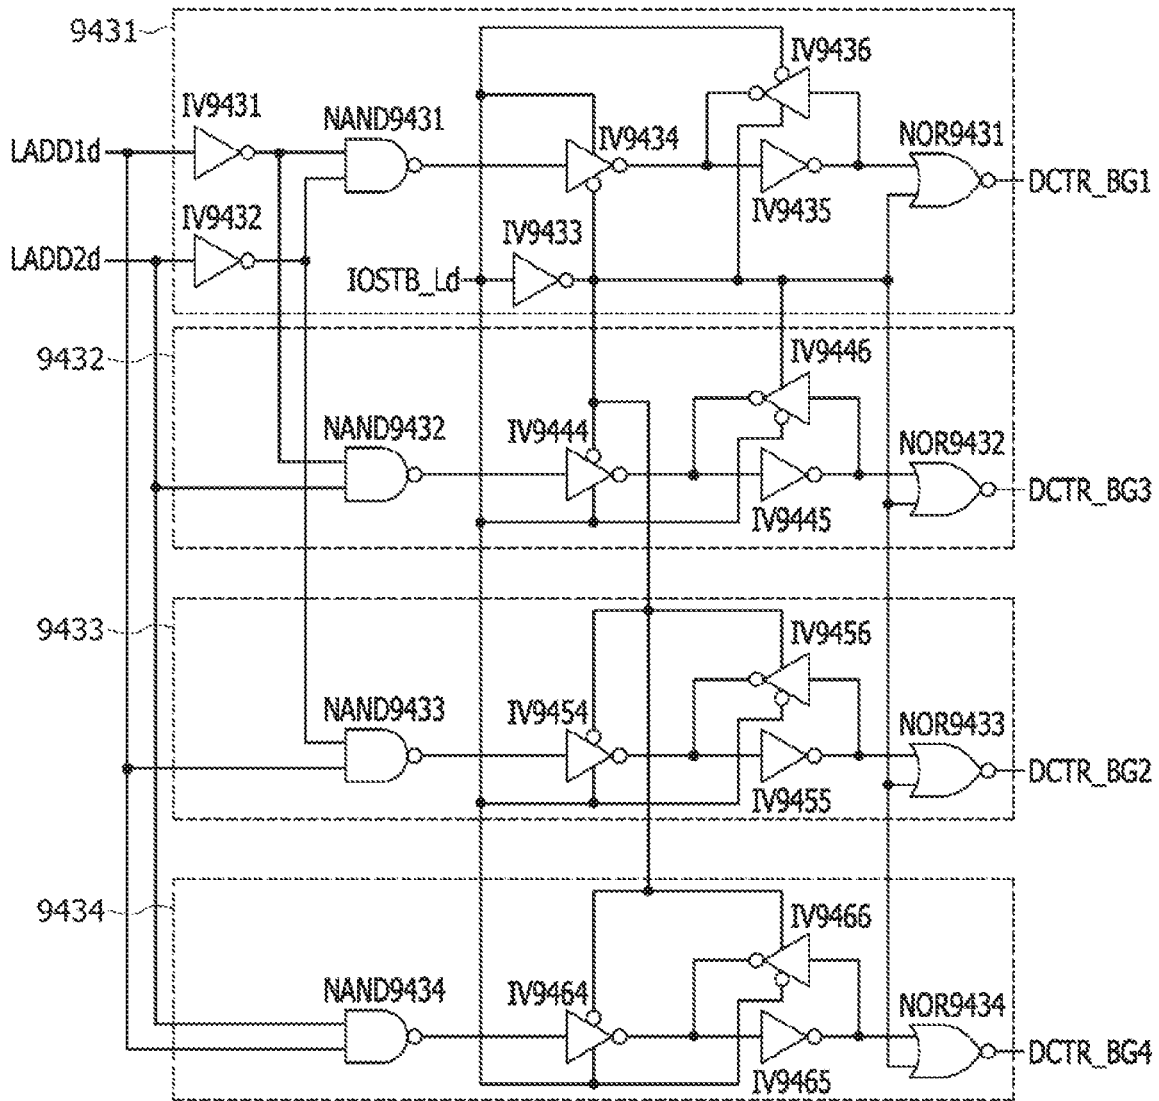 9431
IV9431
NAND9431
IV9434
IV9436
NOR9431
LADD1d
DCTR_BG1
IV9432
IV9435
LADD2d
IV9433
IOSTB_Ld
9432
IV9446
NAND9432
IV9444
NOR9432
DCTR_BG3
IV9445
9433
IV9456
NAND9433
IV9454
NOR9433
DCTR_BG2
IV9455
9434
IV9466
NAND9434
IV9464
NOR9434
DCTR_BG4
IV9465